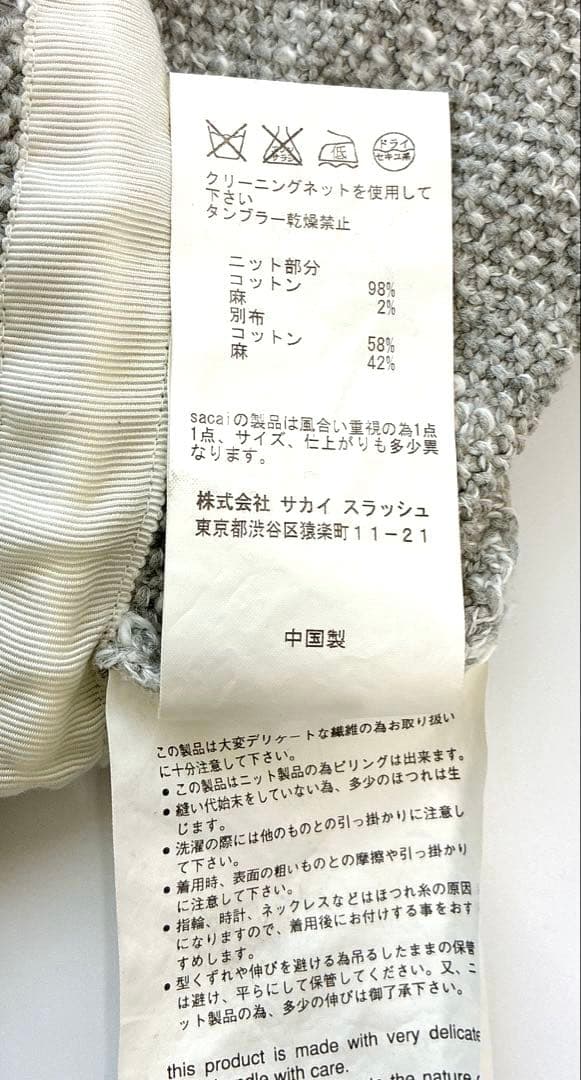 低
ドライ
セキユ系
クリーニングネットを使用して
下さい
タンブラー乾燥禁止
ニット部分
コットン 98%
麻 2%
別布
コットン 58%
麻 42%
sacaiの製品は風合い重視の為1点
1点、サイズ、仕上がりも多少異
なります。
株式会社 サカイ スラッシュ
東京都渋谷区猿楽町11-21
中国製
この製品は大変デリケートな繊維の為お取り扱い
に十分注意して下さい。
● この製品はニット製品の為ピリングは出来ます。
● 縫い代始末をしていない為、多少のほつれは生
じます。
● 洗濯の際には他のものとの引っ掛かりに注意し
て下さい。
● 着用時、表面の粗いものとの摩擦や引っ掛かり
に注意して下さい。
● 指輪、時計、ネックレスなどはほつれ糸の原因
になりますので、着用後にお付けする事をおす
すめします。
● 型くずれや伸びを避ける為吊るしたままの保管
は避け、平らにして保管してください。又、ニ
ット製品の為、多少の伸びは御了承下さい。
this product is made with very delicate
with care.
the nature